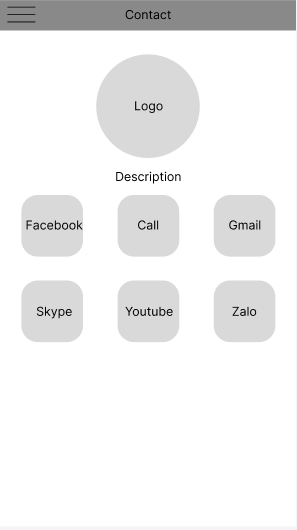 Contact
Logo
Description
Facebook
Call
Gmail
Skype
Youtube
Zalo